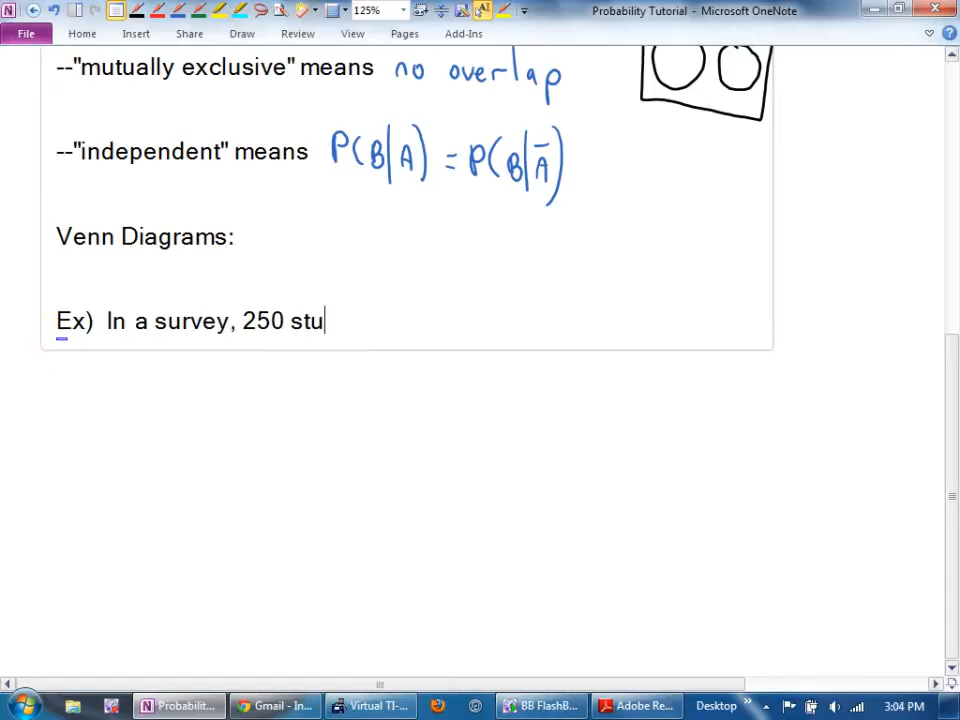 125%
Probability Tutorial - Microsoft OneNote
File Home Insert Share Draw Review View Pages Add-Ins
--"mutually exclusive" means no overlap
--"independent" means P(B|A) = P(B|A̅)
Venn Diagrams:
Ex) In a survey, 250 stu
Probabilit... Gmail - In... Virtual TI-... BB FlashB... Adobe Re... Desktop » 3:04 PM